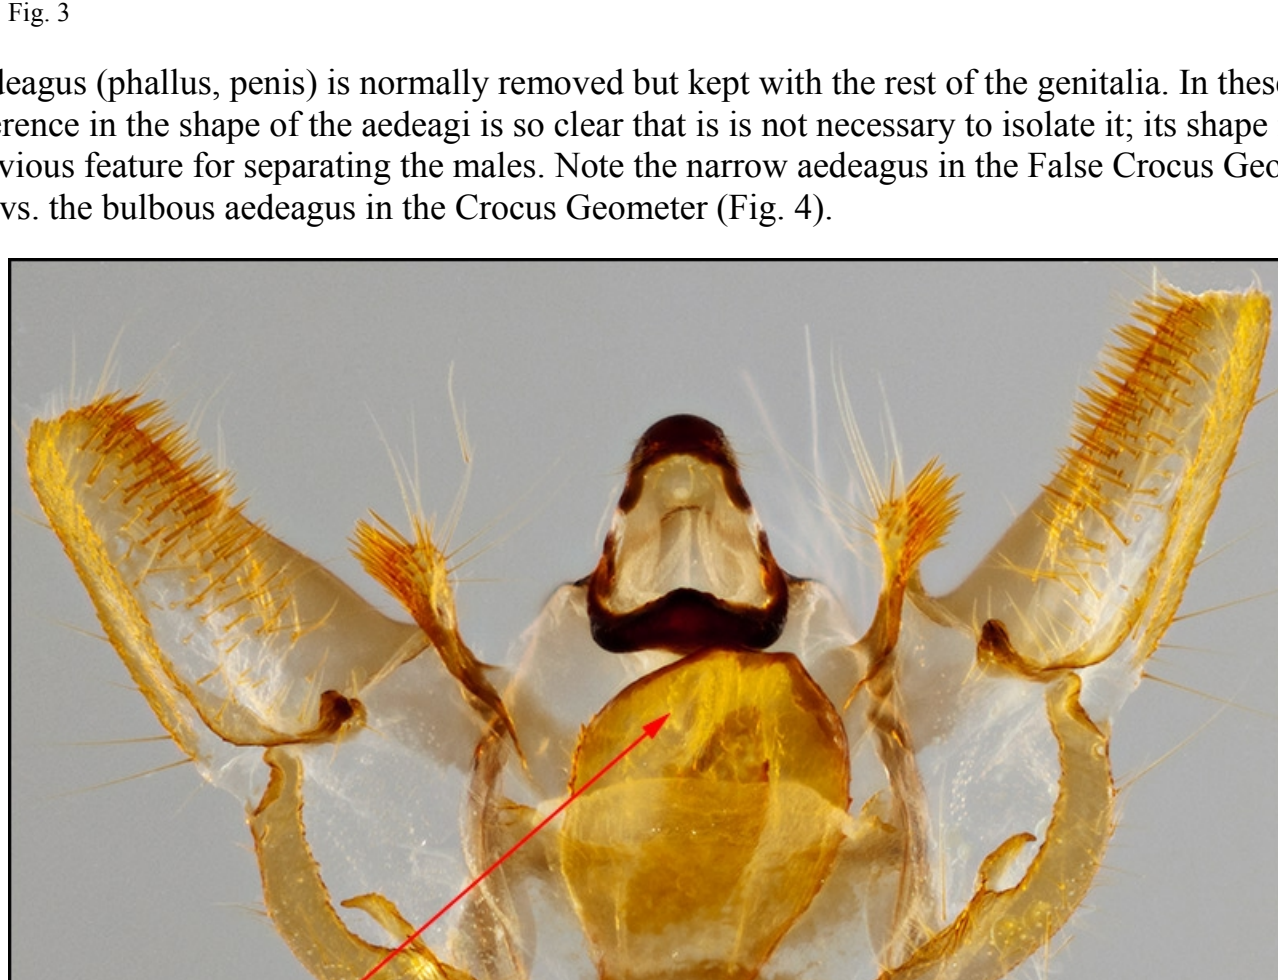 Fig. 3
deagus (phallus, penis) is normally removed but kept with the rest of the genitalia. In these
erence in the shape of the aedeagi is so clear that is is not necessary to isolate it; its shape
vious feature for separating the males. Note the narrow aedeagus in the False Crocus Geo
vs. the bulbous aedeagus in the Crocus Geometer (Fig. 4).